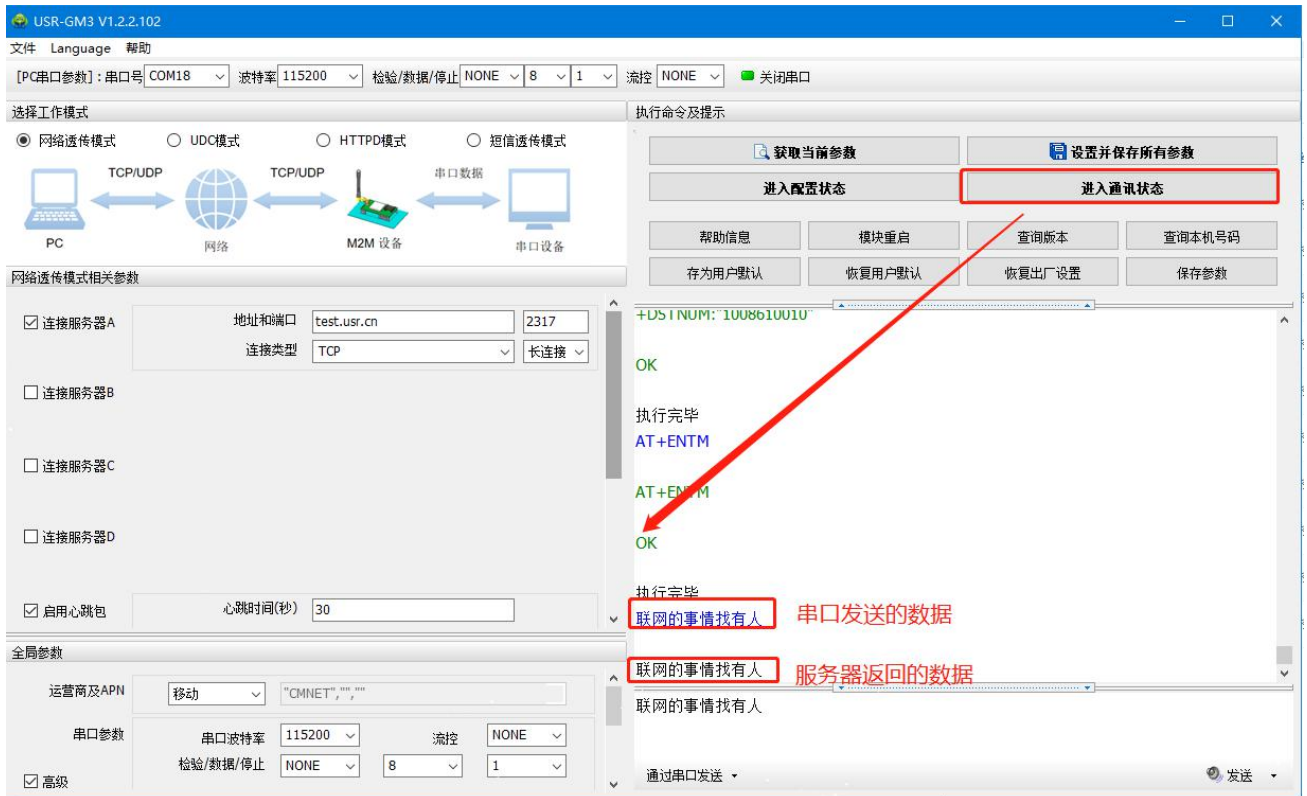 USR-GM3 V1.2.2.102
文件 Language 帮助
[PC串口参数]：串口号 COM18 波特率 115200 检验/数据/停止 NONE 8 1 流控 NONE 关闭串口
选择工作模式
网络透传模式 UDC模式 HTTPD模式 短信透传模式
TCP/UDP TCP/UDP 串口数据
PC 网络 M2M 设备 串口设备
网络透传模式相关参数
连接服务器A 地址和端口 test.usr.cn 2317
连接类型 TCP 长连接
连接服务器B
连接服务器C
连接服务器D
启用心跳包 心跳时间(秒) 30
全局参数
运营商及APN 移动 "CMNET","",""
串口参数 串口波特率 115200 流控 NONE
检验/数据/停止 NONE 8 1
高级
执行命令及提示
获取当前参数 设置并保存所有参数
进入配置状态 进入通讯状态
帮助信息 模块重启 查询版本 查询本机号码
存为用户默认 恢复用户默认 恢复出厂设置 保存参数
+DSTNUM:"1008610010"
OK
执行完毕
AT+ENTM
AT+ENTM
OK
执行完毕
联网的事情找有人 串口发送的数据
联网的事情找有人 服务器返回的数据
联网的事情找有人
通过串口发送 发送